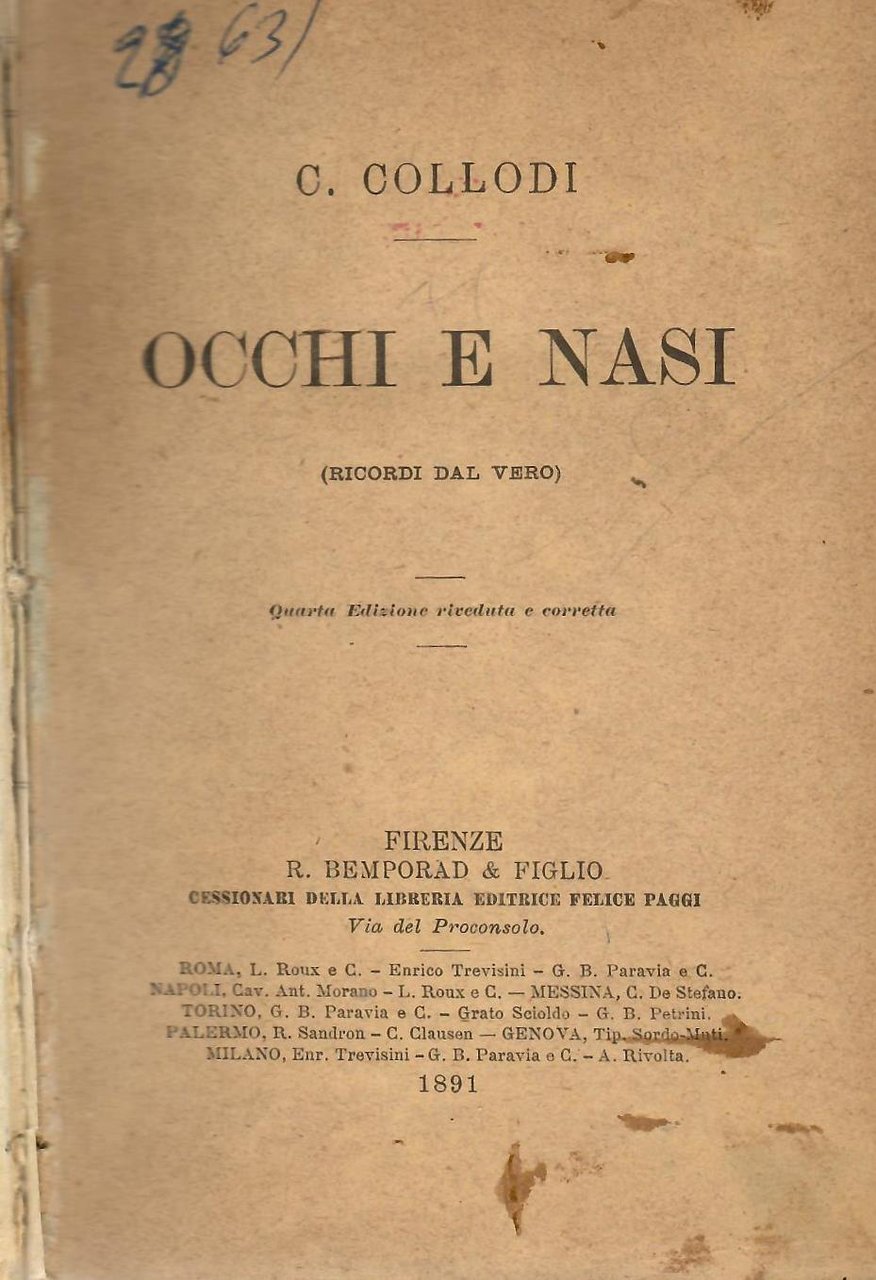 63)
C. COLLODI
OCCHI E NASI
(RICORDI DAL VERO)
Quarta Edizione riveduta e corretta
FIRENZE
R. BEMPORAD & FIGLIO
CESSIONARI DELLA LIBRERIA EDITRICE FELICE PAGGI
Via del Proconsolo.
ROMA, L. Roux e C. – Enrico Trevisini – G. B. Paravia e C.
NAPOLI, Cav. Ant. Morano – L. Roux e C. — MESSINA, C. De Stefano.
TORINO, G. B. Paravia e C. – Grato Scioldo – G. B. Petrini.
PALERMO, R. Sandron – C. Clausen — GENOVA, Tip. Sordo-Muti.
MILANO, Enr. Trevisini – G. B. Paravia e C. – A. Rivolta.
1891